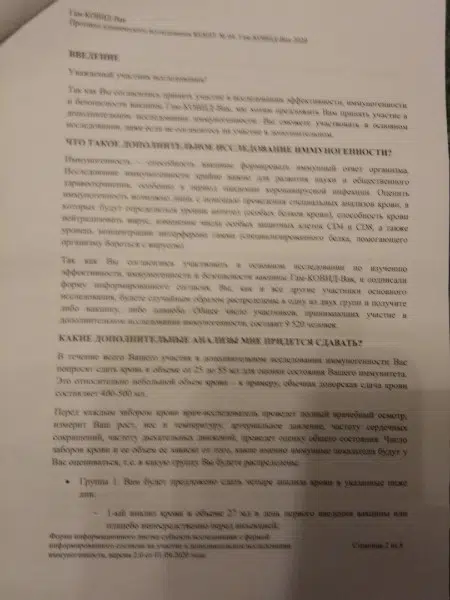 Гам-КОВИД-Вак
Протокол клинического исследования № 04- Гам-КОВИД-Вак 2020
ВВЕДЕНИЕ
Уважаемый участник исследования!
Так как Вы согласились принять участие в исследовании эффективности, иммуногенности
и безопасности вакцины Гам-КОВИД-Вак, мы хотим предложить Вам принять участие в
дополнительном исследовании иммуногенности. Вы сможете участвовать в основном
исследовании, даже если не согласитесь на участие в дополнительном.
ЧТО ТАКОЕ ДОПОЛНИТЕЛЬНОЕ ИССЛЕДОВАНИЕ ИММУНОГЕННОСТИ?
Иммуногенность - способность вакцины формировать иммунный ответ организма.
Исследование иммуногенности крайне важно для развития науки и общественного
здравоохранения, особенно в период пандемии коронавирусной инфекции. Оценить
иммуногенность возможно лишь с помощью проведения специальных анализов крови, в
которых будут определяться уровни антител (особых белков крови), способность крови
нейтрализовать вирус, изменение числа особых защитных клеток CD4 и CD8, а также
уровень концентрации интерферона гамма (специализированного белка, помогающего
организму бороться с вирусом).
Так как Вы согласились участвовать в основном исследовании по изучению
эффективности, иммуногенности и безопасности вакцины Гам-КОВИД-Вак, и подписали
форму информированного согласия, Вы, как и все другие участники основного
исследования, будете случайным образом распределены в одну из двух групп и получите
либо вакцину, либо плацебо. Общее число участников, принимающих участие в
дополнительном исследовании иммуногенности, составит 9 520 человек.
КАКИЕ ДОПОЛНИТЕЛЬНЫЕ АНАЛИЗЫ МНЕ ПРИДЕТСЯ СДАВАТЬ?
В течение всего Вашего участия в дополнительном исследовании иммуногенности Вас
попросят сдать кровь в объеме от 25 до 85 мл для оценки состояния Вашего иммунитета.
Это относительно небольшой объем крови - к примеру, обычная донорская сдача крови
составляет 400-500 мл.
Перед каждым забором крови врач-исследователь проведет полный врачебный осмотр,
измерит Ваш рост, вес и температуру, артериальное давление, частоту сердечных
сокращений, частоту дыхательных движений, проведет оценку общего состояния. Число
заборов крови и ее объем зависят от того, какие именно иммунные показатели будут у
Вас оцениваться, т.е. в какую группу Вы будете распределены.
• Группа 1. Вам будет предложено сдать четыре анализа крови в указанные ниже
дни:
- 1-ый анализ крови в объеме 27 мл в день первого введения вакцины или
плацебо непосредственно перед инъекцией;
Форма информационного листка субъекта исследования с формой
информированного согласия на участие в дополнительном исследовании
иммуногенности, версия 2.0 от 01.09.2020 года.
Страница 2 из 8